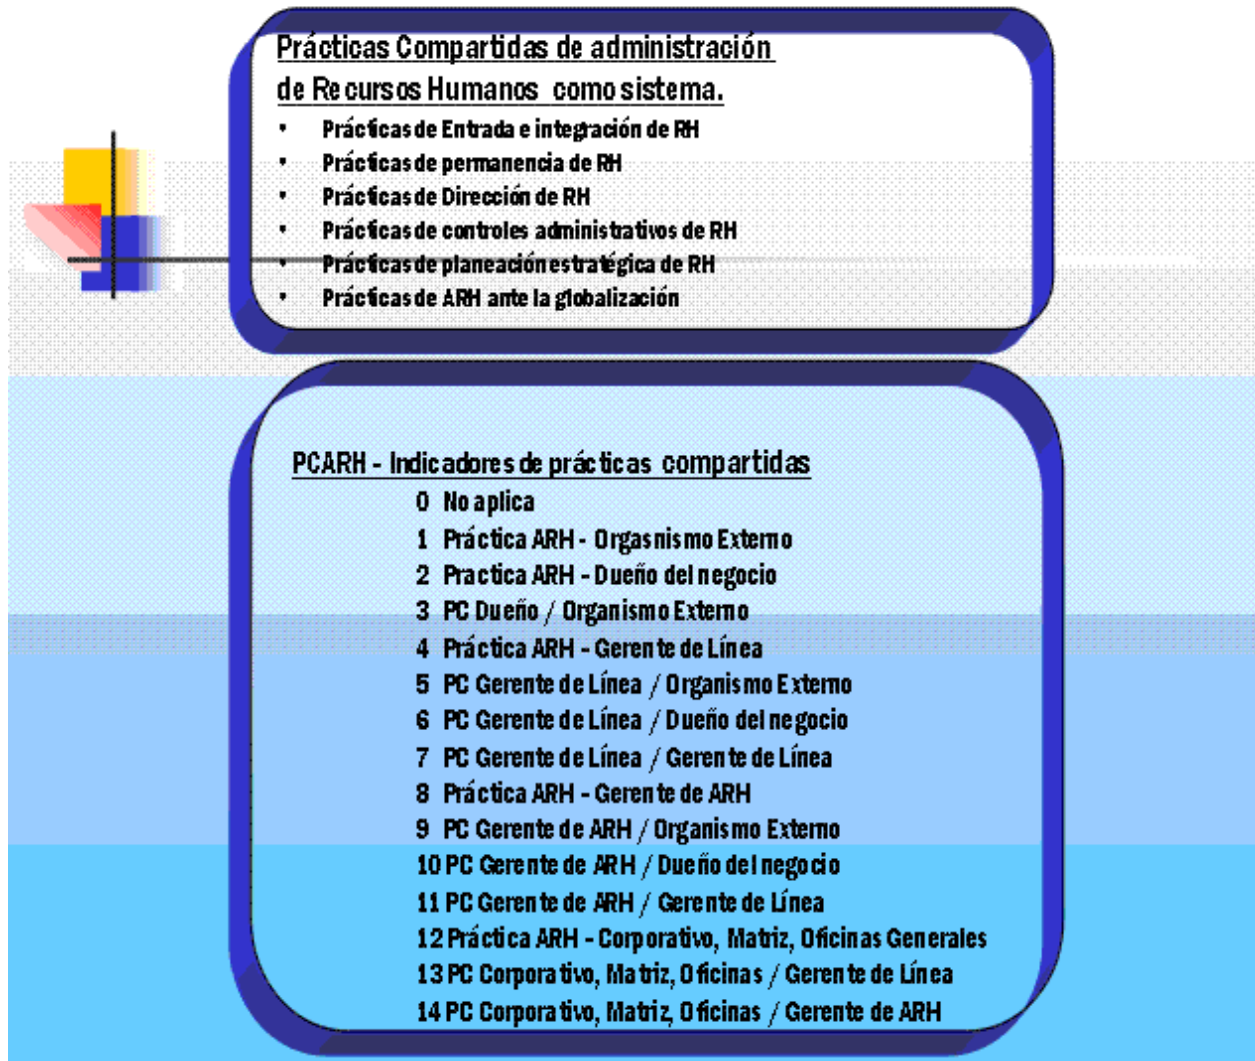 Prácticas Compartidas de administración
de Recursos Humanos como sistema.
• Prácticas de Entrada e integración de RH
• Prácticas de permanencia de RH
• Prácticas de Dirección de RH
• Prácticas de controles administrativos de RH
• Prácticas de planeación estratégica de RH
• Prácticas de ARH ante la globalización
PCARH - Indicadores de prácticas compartidas
0 No aplica
1 Práctica ARH - Orgasnismo Externo
2 Practica ARH - Dueño del negocio
3 PC Dueño / Organismo Externo
4 Práctica ARH - Gerente de Línea
5 PC Gerente de Línea / Organismo Externo
6 PC Gerente de Línea / Dueño del negocio
7 PC Gerente de Línea / Gerente de Línea
8 Práctica ARH - Gerente de ARH
9 PC Gerente de ARH / Organismo Externo
10 PC Gerente de ARH / Dueño del negocio
11 PC Gerente de ARH / Gerente de Línea
12 Práctica ARH - Corporativo, Matriz, Oficinas Generales
13 PC Corporativo, Matriz, Oficinas / Gerente de Línea
14 PC Corporativo, Matriz, Oficinas / Gerente de ARH